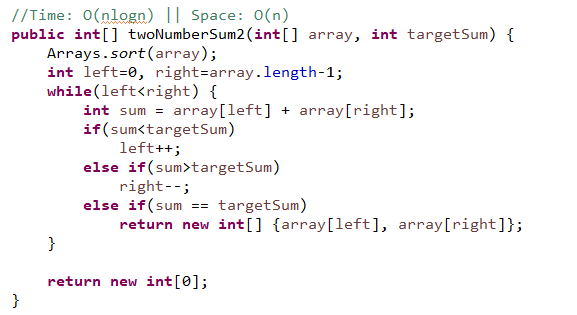 //Time: O(nlogn) || Space: O(n)
public int[] twoNumberSum2(int[] array, int targetSum) {
    Arrays.sort(array);
    int left=0, right=array.length-1;
    while(left<right) {
        int sum = array[left] + array[right];
        if(sum<targetSum)
            left++;
        else if(sum>targetSum)
            right--;
        else if(sum == targetSum)
            return new int[] {array[left], array[right]};
    }

    return new int[0];
}